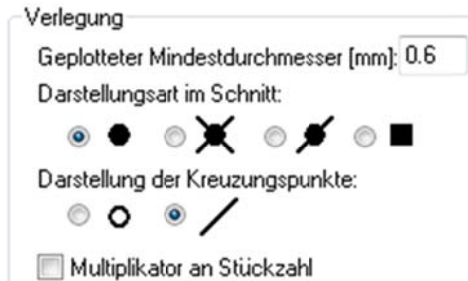 Verlegung
Geplotteter Mindestdurchmesser [mm]: 0.6
Darstellungsart im Schnitt:
Darstellung der Kreuzungspunkte:
Multiplikator an Stückzahl